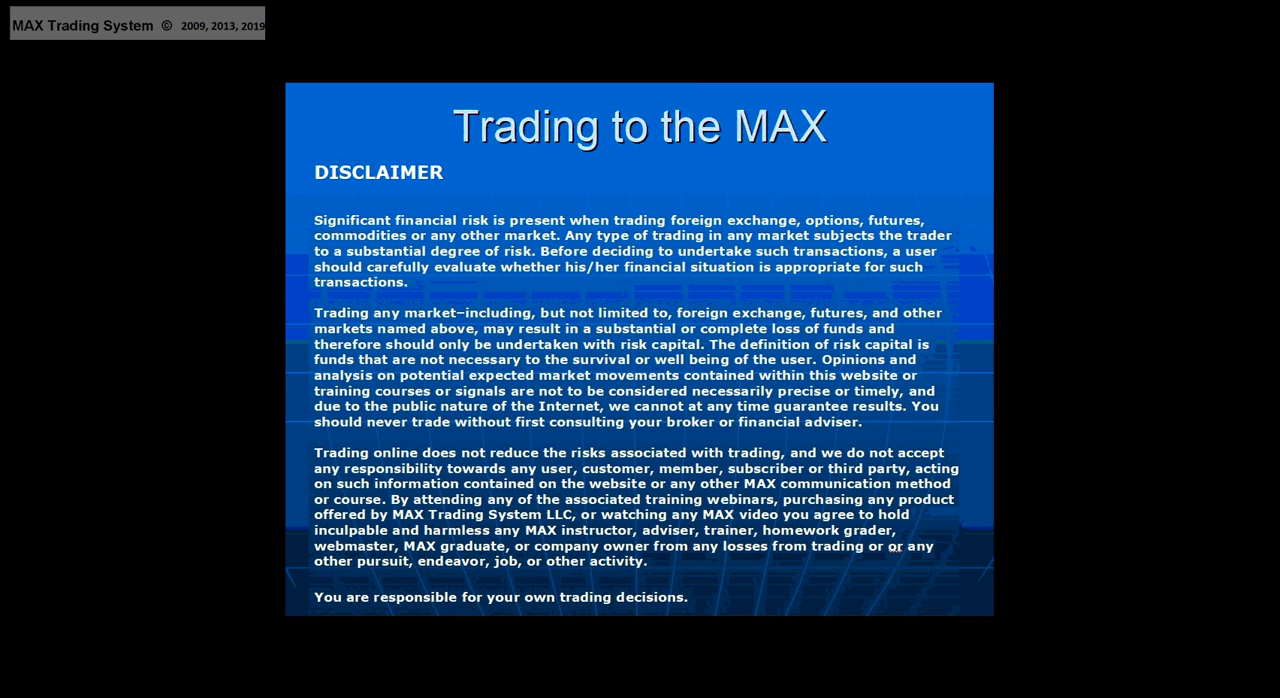 MAX Trading System © 2009, 2013, 2019
Trading to the MAX
DISCLAIMER
Significant financial risk is present when trading foreign exchange, options, futures,
commodities or any other market. Any type of trading in any market subjects the trader
to a substantial degree of risk. Before deciding to undertake such transactions, a user
should carefully evaluate whether his/her financial situation is appropriate for such
transactions.
Trading any market–including, but not limited to, foreign exchange, futures, and other
markets named above, may result in a substantial or complete loss of funds and
therefore should only be undertaken with risk capital. The definition of risk capital is
funds that are not necessary to the survival or well being of the user. Opinions and
analysis on potential expected market movements contained within this website or
training courses or signals are not to be considered necessarily precise or timely, and
due to the public nature of the Internet, we cannot at any time guarantee results. You
should never trade without first consulting your broker or financial adviser.
Trading online does not reduce the risks associated with trading, and we do not accept
any responsibility towards any user, customer, member, subscriber or third party, acting
on such information contained on the website or any other MAX communication method
or course. By attending any of the associated training webinars, purchasing any product
offered by MAX Trading System LLC, or watching any MAX video you agree to hold
inculpable and harmless any MAX instructor, adviser, trainer, homework grader,
webmaster, MAX graduate, or company owner from any losses from trading or or any
other pursuit, endeavor, job, or other activity.
You are responsible for your own trading decisions.